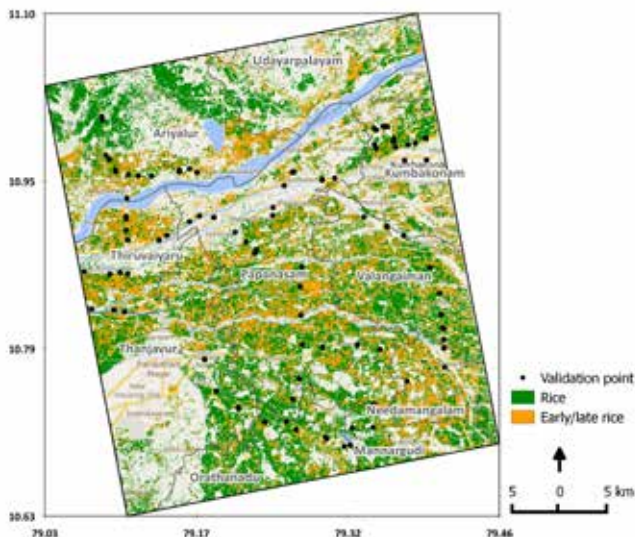 11.10
Udayarpalayam
Ariyalur
10.95
Kumbakonam
Thiruvaiyaru
Papanasam
Valangaiman
10.79
Thanjavur
Needamangalam
Mannargudi
Orathanadu
10.63
79.03 79.17 79.32 79.46
Validation point
Rice
Early/late rice
5 0 5 km